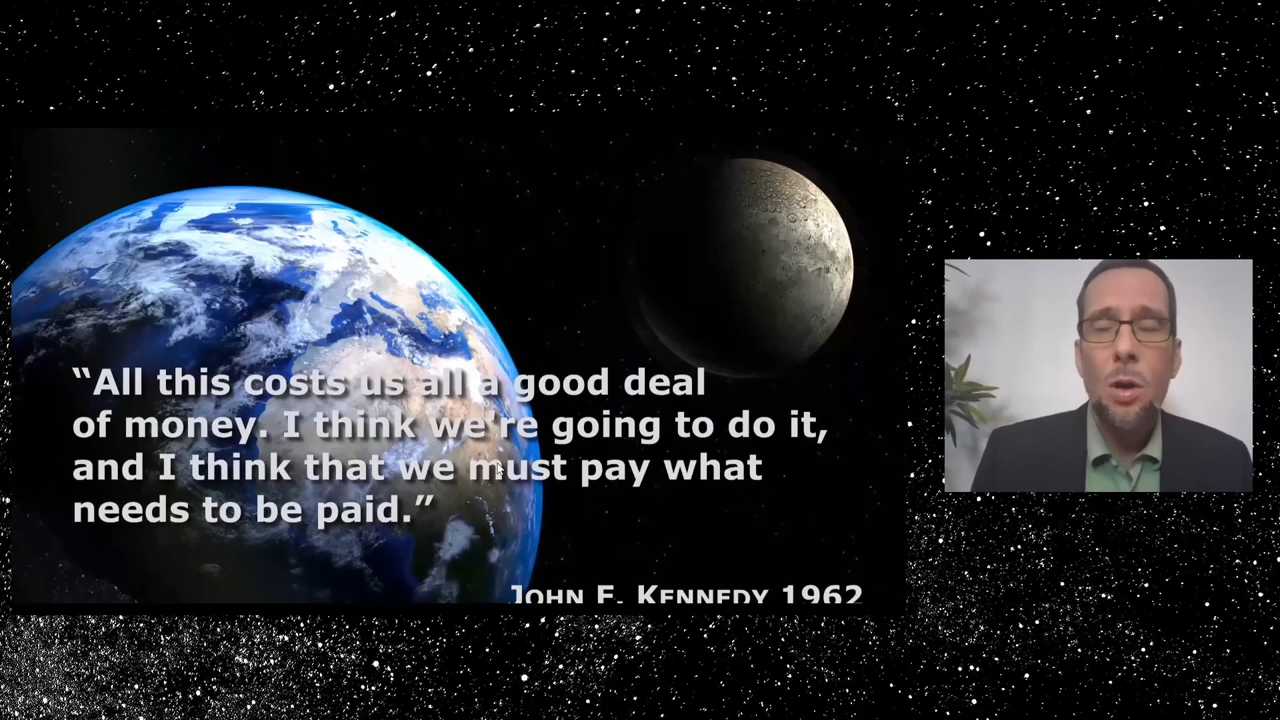 “All this costs us all a good deal
of money. I think we’re going to do it,
and I think that we must pay what
needs to be paid.”
John F. Kennedy 1962